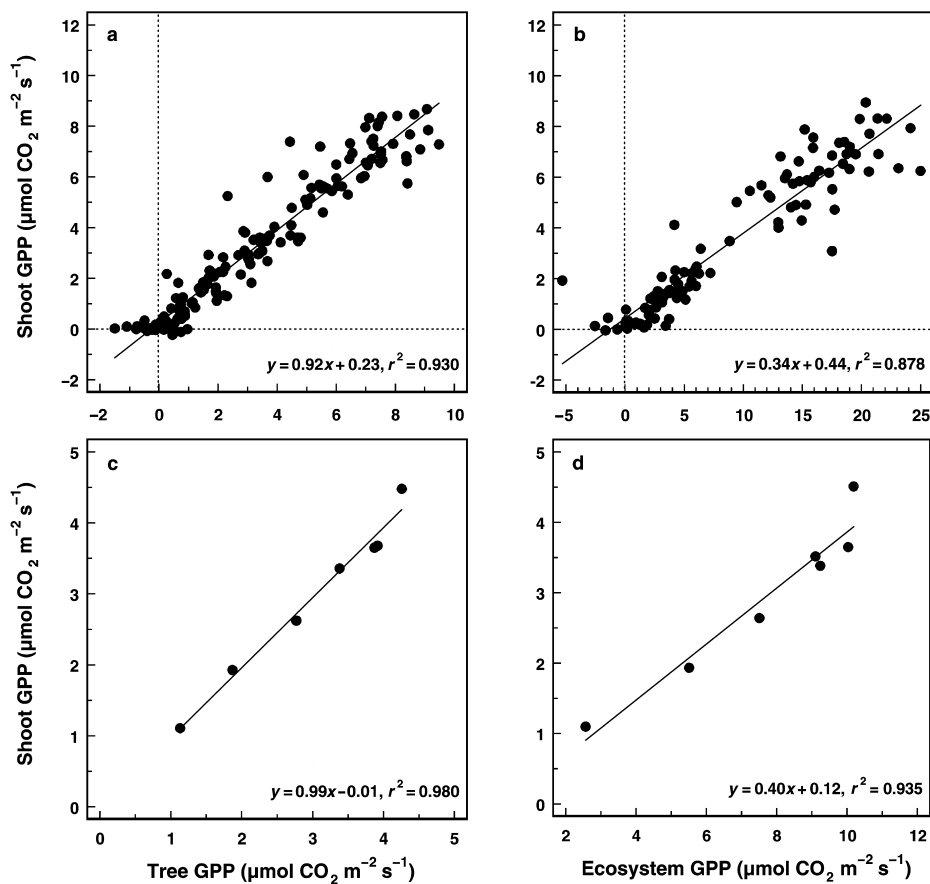 a
12
10
8
6
4
2
0
−2
Shoot GPP (µmol CO2 m−2 s−1)
y = 0.92x + 0.23, r2 = 0.930
−2 0 2 4 6 8 10
b
12
10
8
6
4
2
0
−2
y = 0.34x + 0.44, r2 = 0.878
−5 0 5 10 15 20 25
c
5
4
3
2
1
0
Shoot GPP (µmol CO2 m−2 s−1)
y = 0.99x − 0.01, r2 = 0.980
0 1 2 3 4 5
Tree GPP (µmol CO2 m−2 s−1)
d
5
4
3
2
1
0
y = 0.40x + 0.12, r2 = 0.935
2 4 6 8 10 12
Ecosystem GPP (µmol CO2 m−2 s−1)